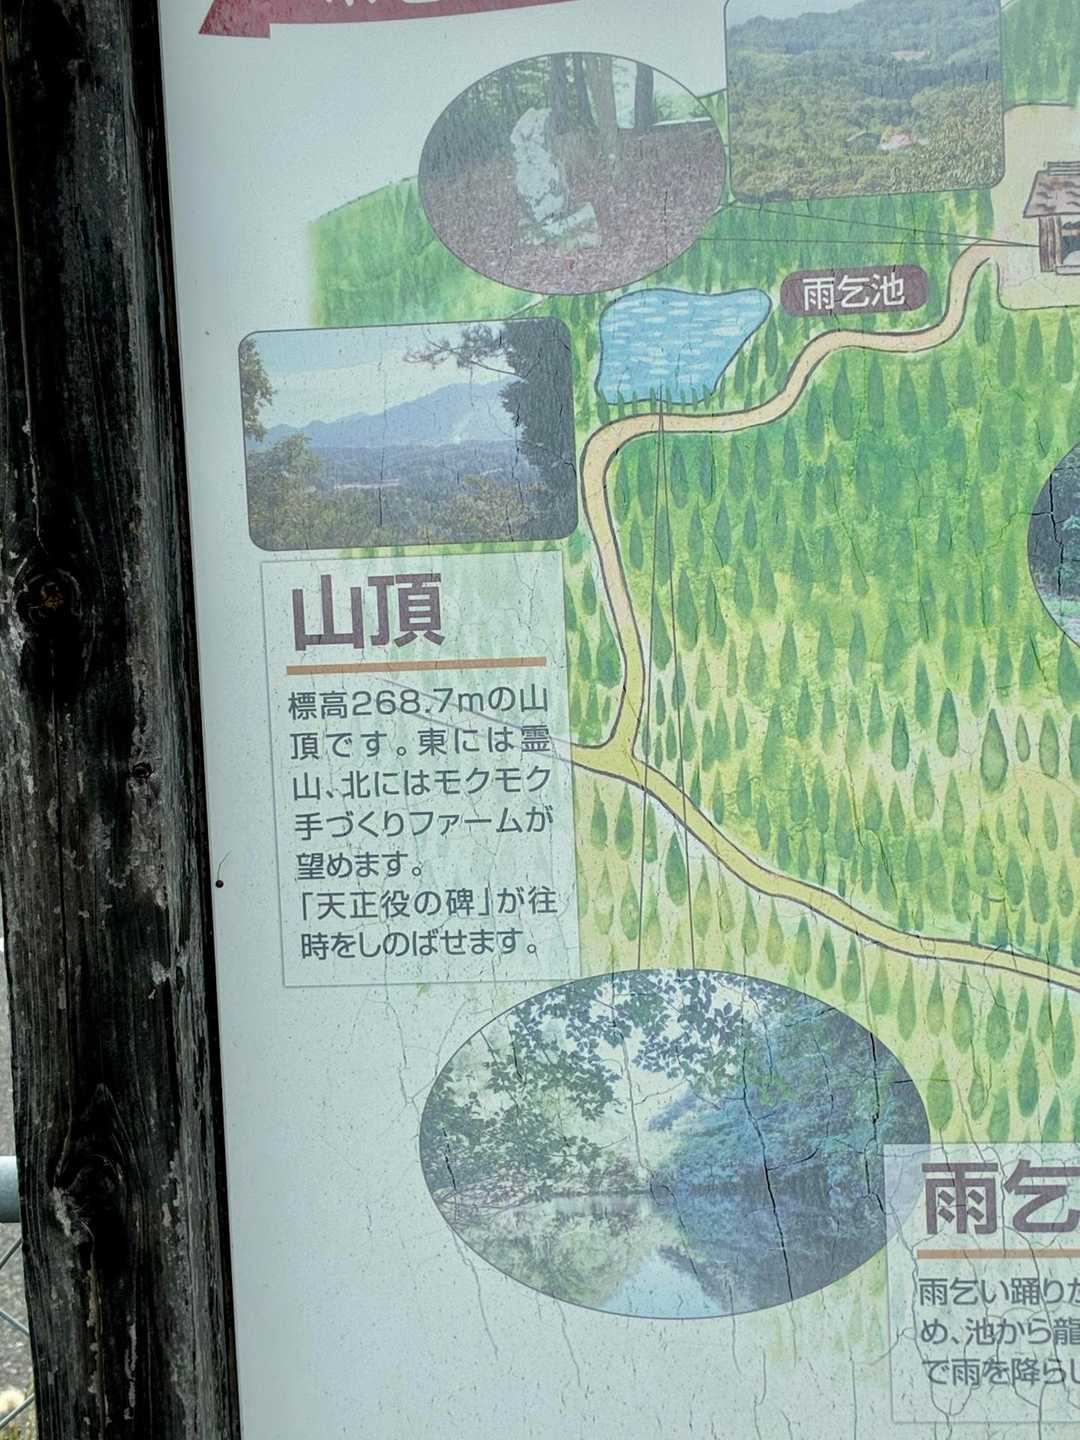 雨乞池
山頂
標高268.7mの山
頂です。東には霊
山、北にはモクモク
手づくりファームが
望めます。
「天正役の碑」が往
時をしのばせます。
雨乞
雨乞い踊りた
め、池から龍
で雨を降らし